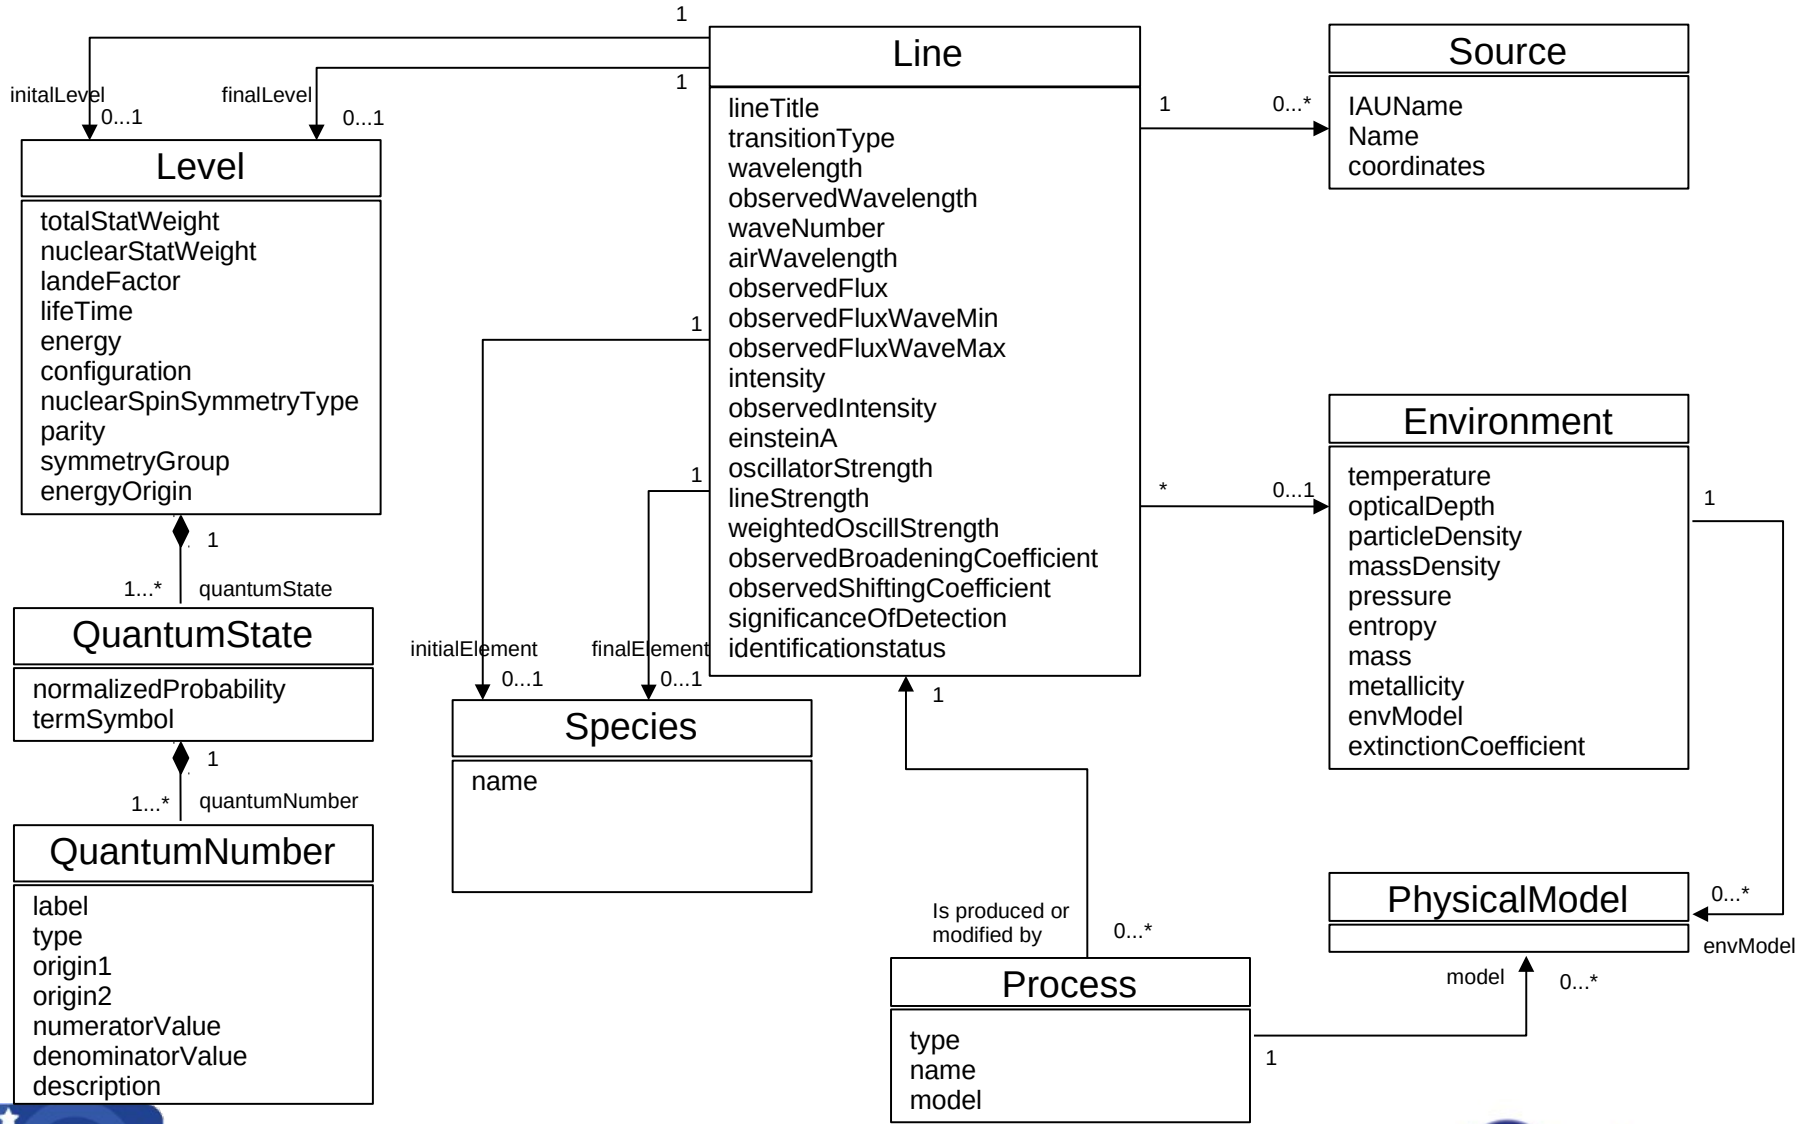 1
Line
lineTitle
transitionType
wavelength
observedWavelength
waveNumber
airWavelength
observedFlux
observedFluxWaveMin
observedFluxWaveMax
intensity
observedIntensity
einsteinA
oscillatorStrength
lineStrength
weightedOscillStrength
observedBroadeningCoefficient
observedShiftingCoefficient
significanceOfDetection
identificationstatus
1
initalLevel
0...1
finalLevel
0...1
Level
totalStatWeight
nuclearStatWeight
landeFactor
lifeTime
energy
configuration
nuclearSpinSymmetryType
parity
symmetryGroup
energyOrigin
1
1...*
quantumState
QuantumState
normalizedProbability
termSymbol
1
1...*
quantumNumber
QuantumNumber
label
type
origin1
origin2
numeratorValue
denominatorValue
description
1
1
initialElement
0...1
finalElement
0...1
Species
name
1
0...*
Source
IAUName
Name
coordinates
*
0...1
Environment
temperature
opticalDepth
particleDensity
massDensity
pressure
entropy
mass
metallicity
envModel
extinctionCoefficient
1
0...*
envModel
PhysicalModel
model
0...*
1
1
Is produced or
modified by
0...*
Process
type
name
model